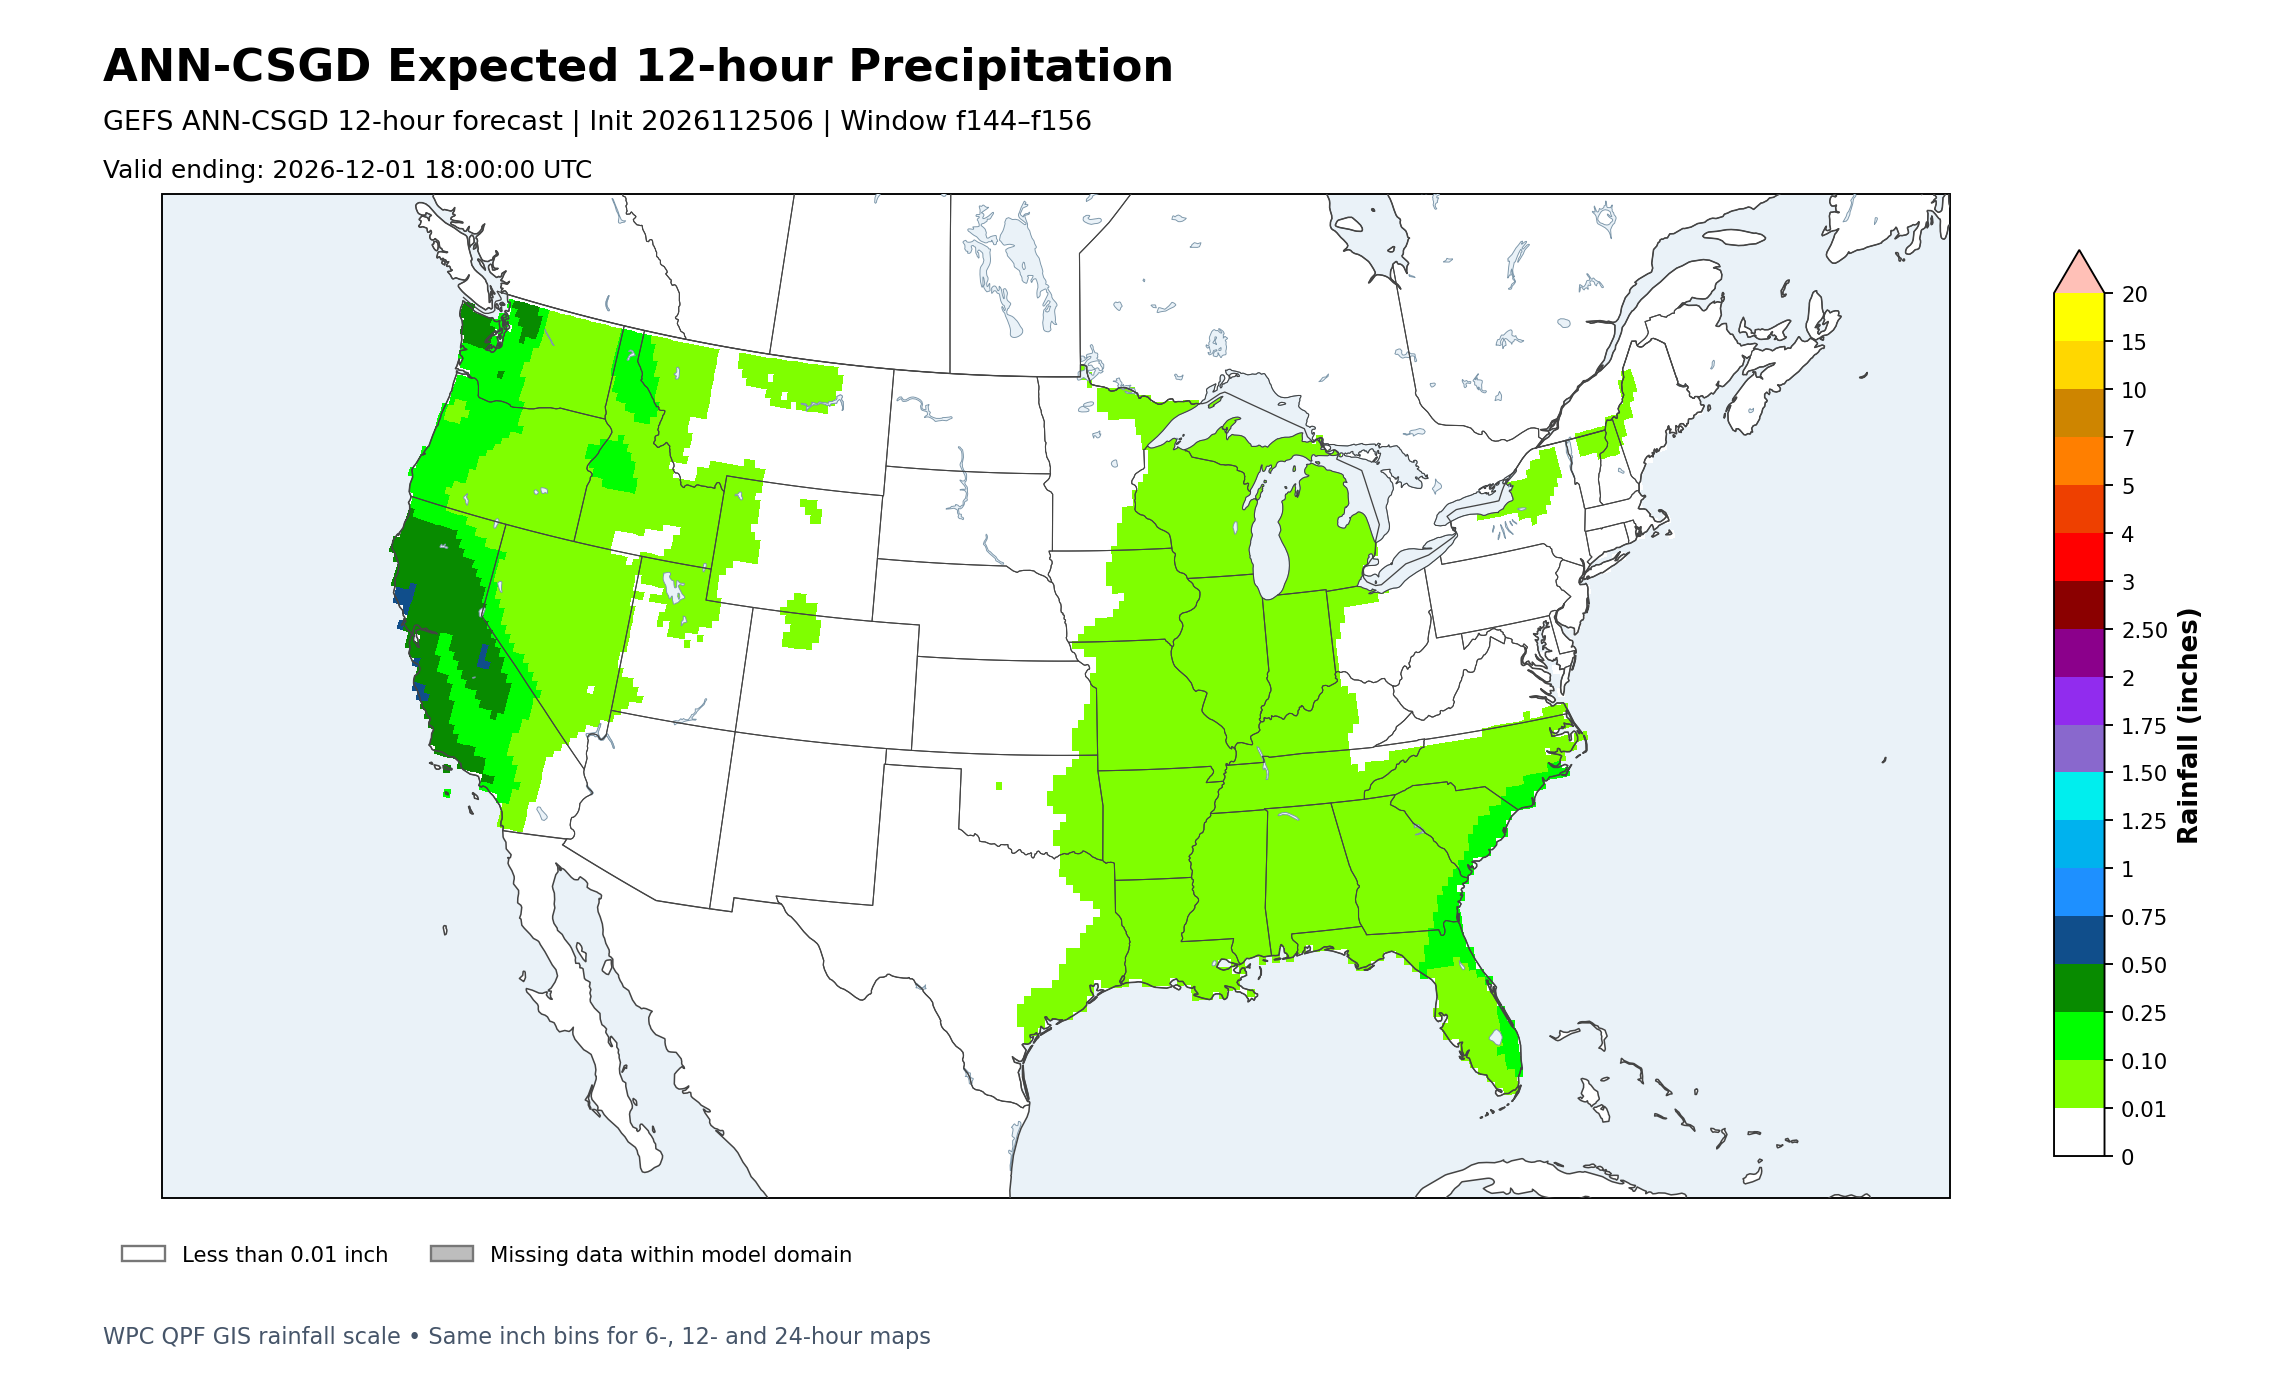 ANN-CSGD Expected 12-hour Precipitation
GEFS ANN-CSGD 12-hour forecast | Init 2026112506 | Window f144–f156
Valid ending: 2026-12-01 18:00:00 UTC
20
15
10
7
5
4
3
2.50
2
1.75
1.50
1.25
1
0.75
0.50
0.25
0.10
0.01
0
Rainfall (inches)
Less than 0.01 inch
Missing data within model domain
WPC QPF GIS rainfall scale • Same inch bins for 6-, 12- and 24-hour maps